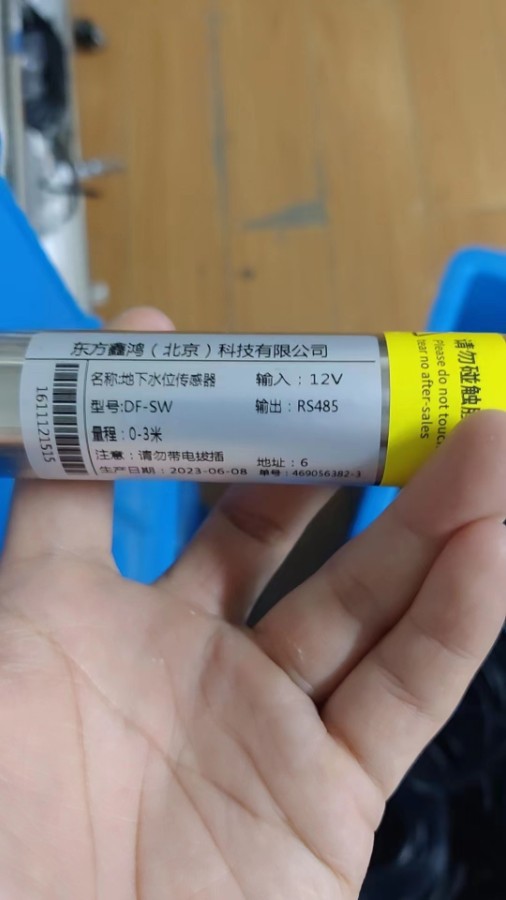 东方鑫鸿（北京）科技有限公司
名称:地下水位传感器 输入：12V
型号:DF-SW 输出：RS485
量程：0-3米
注意：请勿带电拔插 地址：6
生产日期：2023-06-08 单号：469056382-3
1611121515
请勿碰触
Please do not touch
tear no after-sales